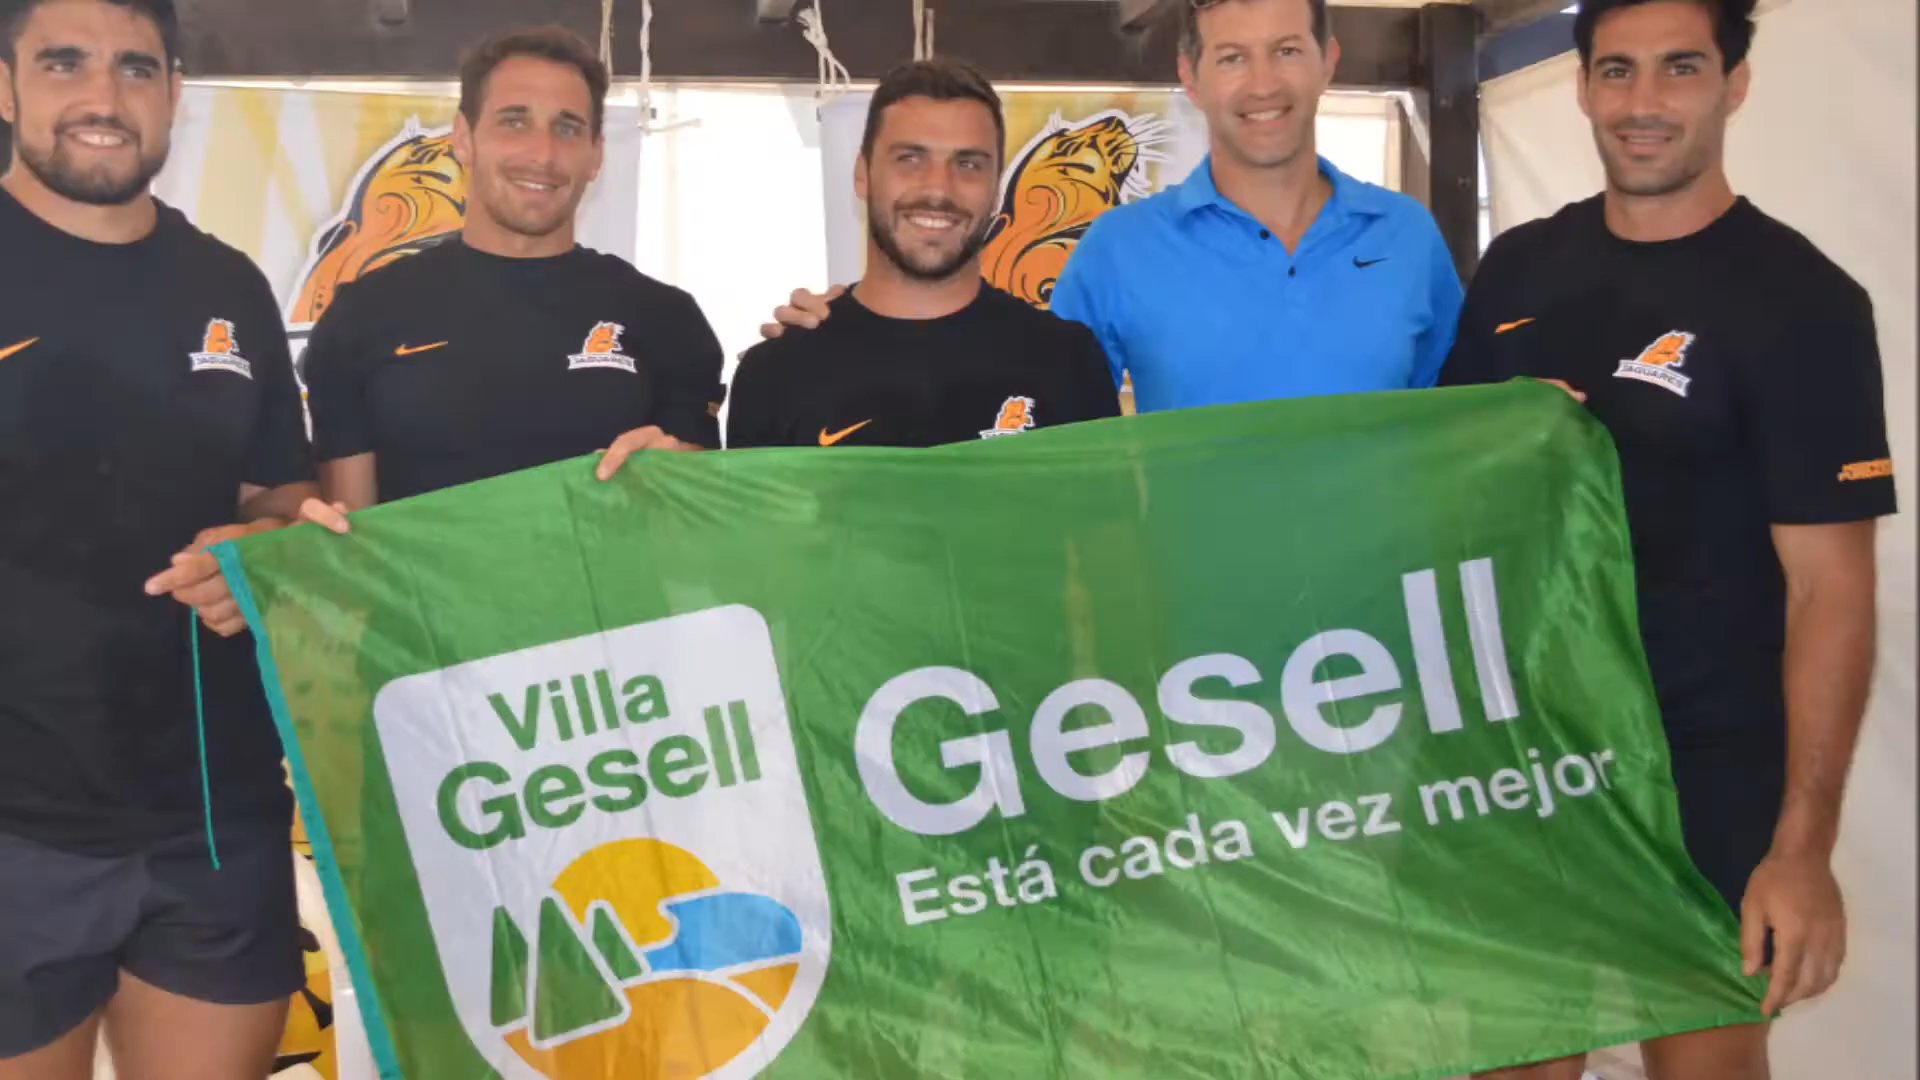 JAGUARES
JAGUARES
JAGUARES
Villa
Gesell
Gesell
Está cada vez mejor